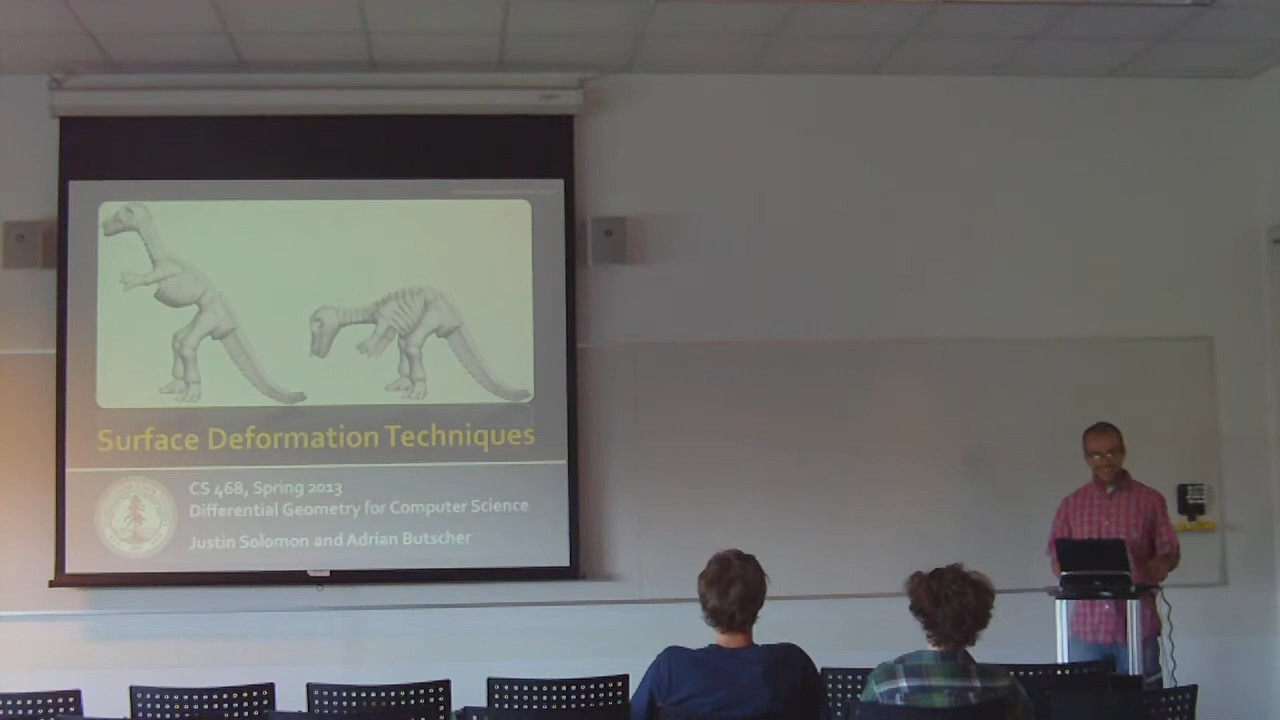 Surface Deformation Techniques
CS 468, Spring 2013
Differential Geometry for Computer Science
Justin Solomon and Adrian Butscher